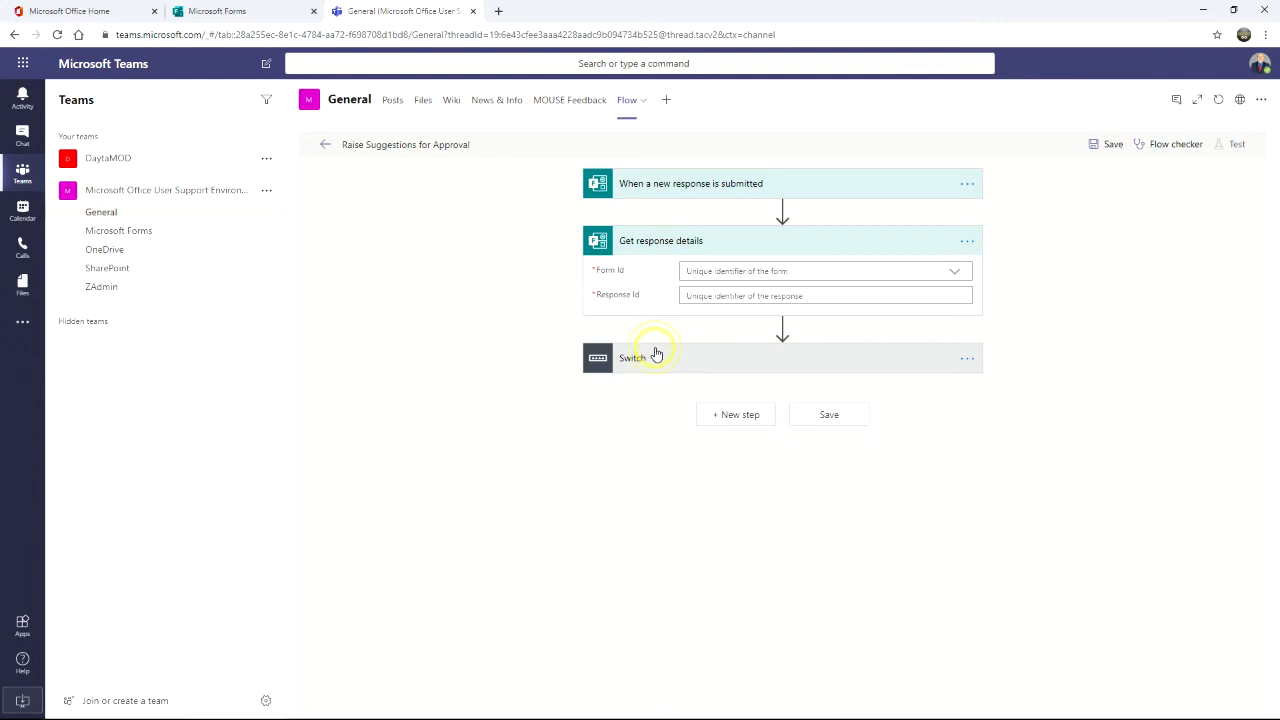 Microsoft Office Home
Microsoft Forms
General (Microsoft Office User S
teams.microsoft.com/_#/tab::28a255ec-8e1c-4784-aa72-f698708d1bd8/General?threadId=19:6e43cfee3aaa4228aadc9b094734b525@thread.tacv2&ctx=channel
Microsoft Teams
Search or type a command
Activity
Chat
Teams
Calendar
Calls
Files
Apps
Help
Teams
Your teams
D DaytaMOD
M Microsoft Office User Support Environ...
General
Microsoft Forms
OneDrive
SharePoint
ZAdmin
Hidden teams
Join or create a team
M General Posts Files Wiki News & Info MOUSE Feedback Flow
Raise Suggestions for Approval
Save Flow checker Test
When a new response is submitted
Get response details
* Form Id Unique identifier of the form
* Response Id Unique identifier of the response
Switch
+ New step Save